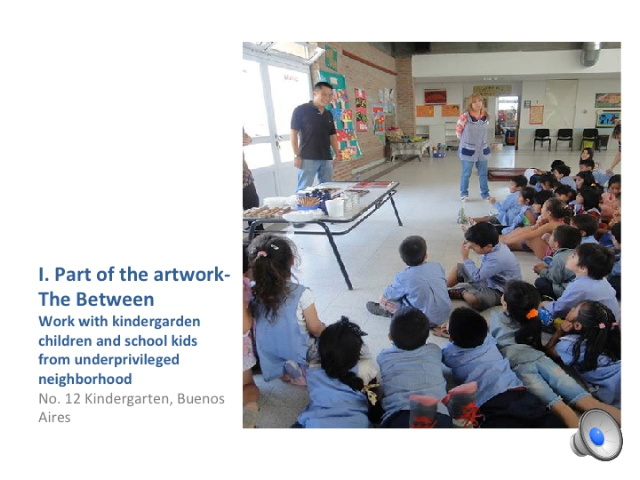 I. Part of the artwork-
The Between
Work with kindergarden
children and school kids
from underprivileged
neighborhood
No. 12 Kindergarten, Buenos
Aires